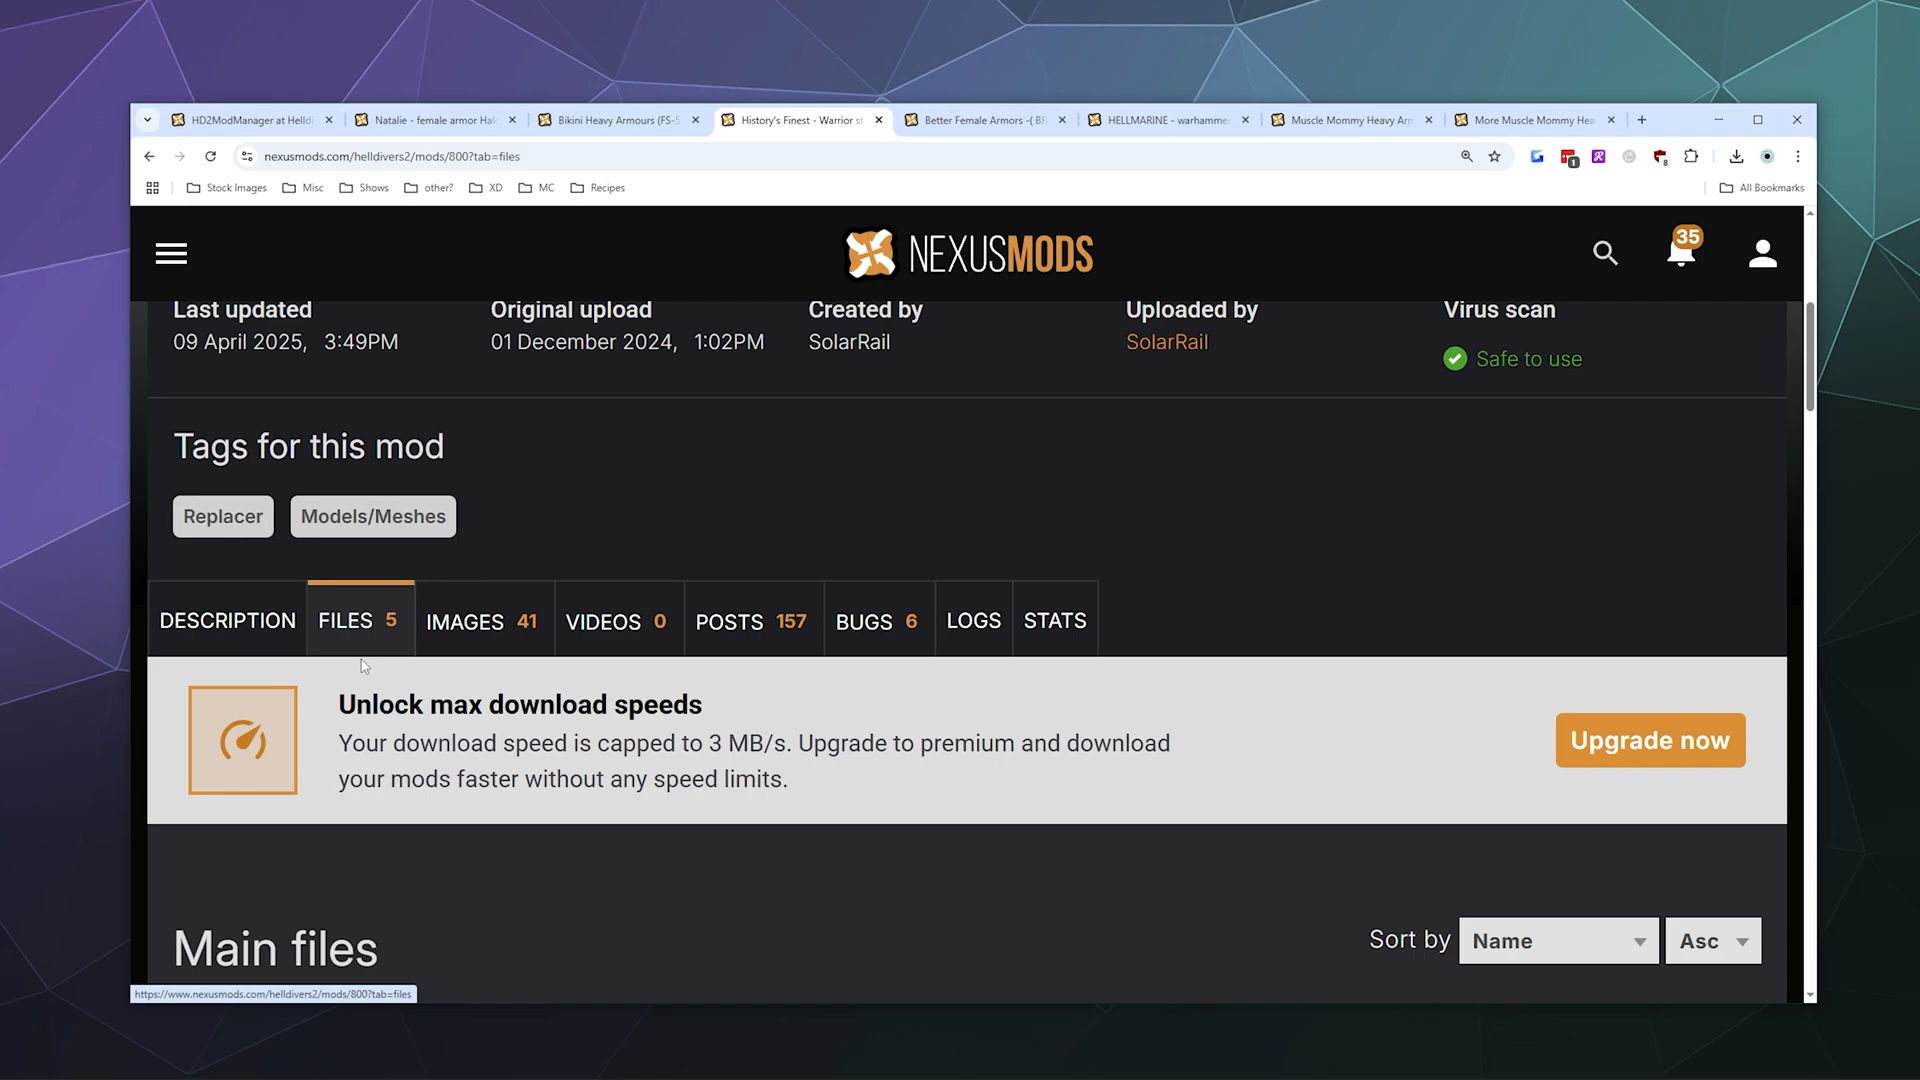 HD2ModManager at Helldi
Natalie - female armor Hal
Bikini Heavy Armours (FS-5
History's Finest - Warrior st
Better Female Armors -( BF
HELLMARINE - warhammer
Muscle Mommy Heavy Arm
More Muscle Mommy Hea
nexusmods.com/helldivers2/mods/800?tab=files
1
8
Stock Images
Misc
Shows
other?
XD
MC
Recipes
All Bookmarks
NEXUSMODS
35
Last updated
09 April 2025, 3:49PM
Original upload
01 December 2024, 1:02PM
Created by
SolarRail
Uploaded by
SolarRail
Virus scan
Safe to use
Tags for this mod
Replacer
Models/Meshes
DESCRIPTION
FILES 5
IMAGES 41
VIDEOS 0
POSTS 157
BUGS 6
LOGS
STATS
Unlock max download speeds
Your download speed is capped to 3 MB/s. Upgrade to premium and download
your mods faster without any speed limits.
Upgrade now
Main files
Sort by
Name
Asc
https://www.nexusmods.com/helldivers2/mods/800?tab=files